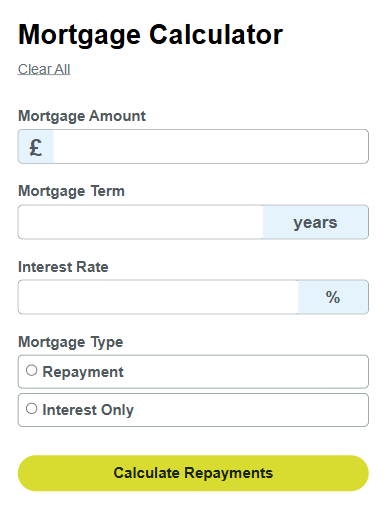 Mortgage Calculator
Clear All
Mortgage Amount
£
Mortgage Term
years
Interest Rate
%
Mortgage Type
Repayment
Interest Only
Calculate Repayments